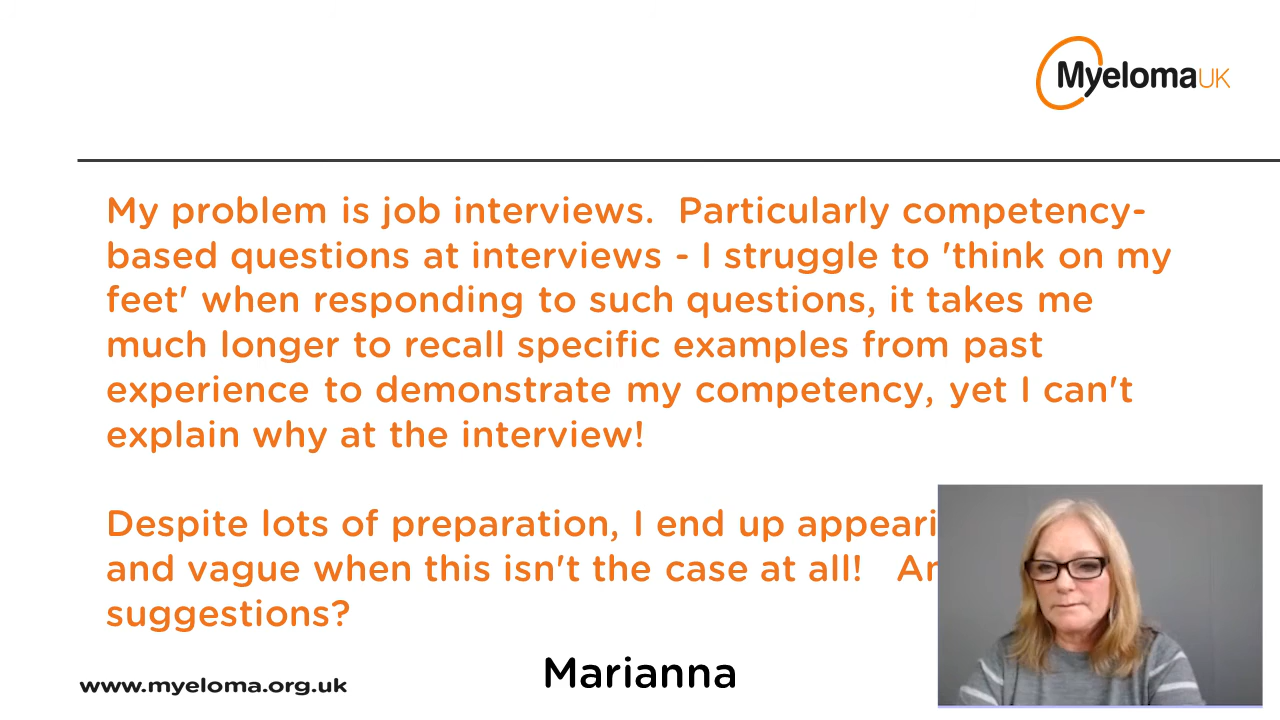 MyelomaUK
My problem is job interviews. Particularly competency-
based questions at interviews - I struggle to 'think on my
feet' when responding to such questions, it takes me
much longer to recall specific examples from past
experience to demonstrate my competency, yet I can't
explain why at the interview!
Despite lots of preparation, I end up
and vague when this isn't the case at all!
suggestions?
Marianna
www.myeloma.org.uk